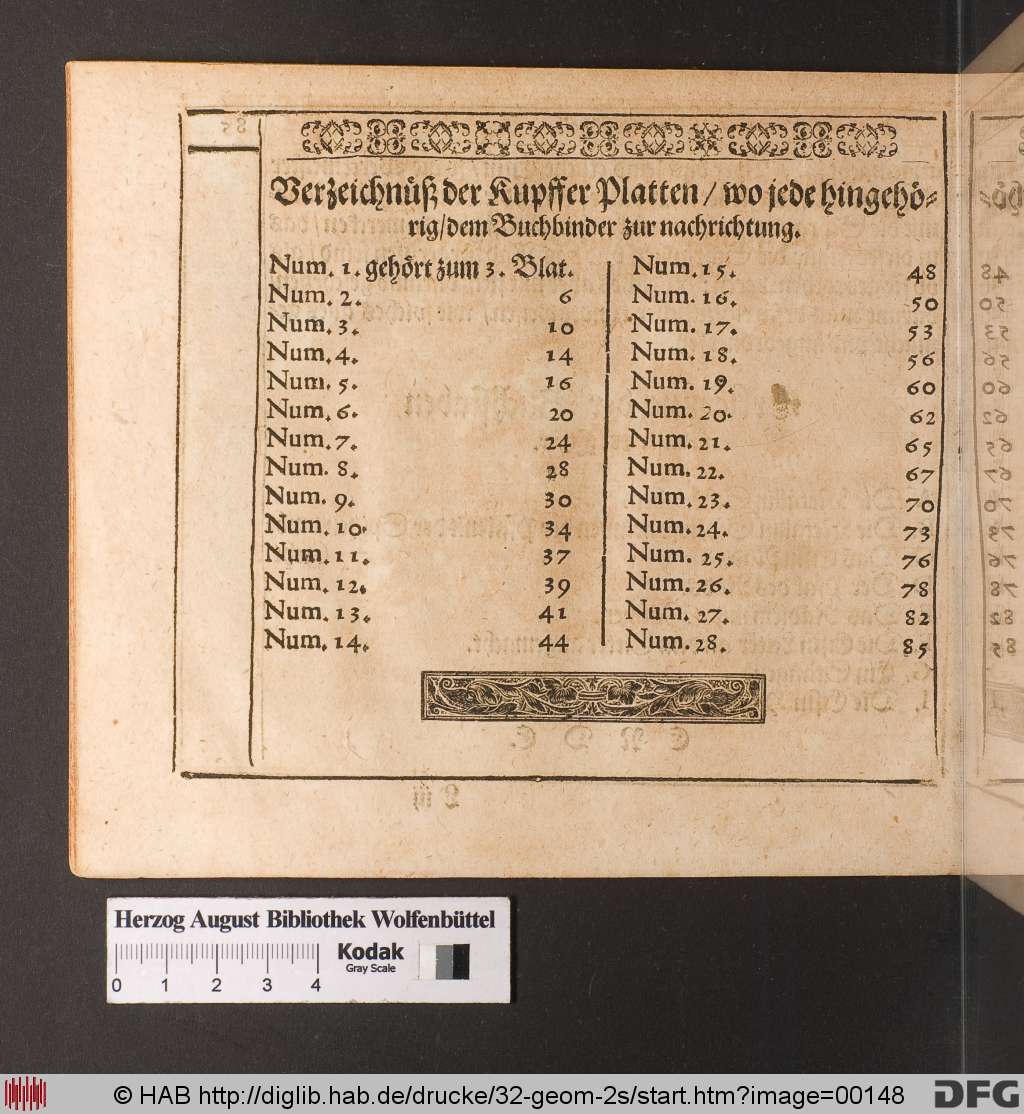 Verzeichnüß der Kupffer Platten / wo jede hingehö-
rig/dem Buchbinder zur nachrichtung.
Num. 1. gehört zum 3. Blat.
Num. 2. 6
Num. 3. 10
Num. 4. 14
Num. 5. 16
Num. 6. 20
Num. 7. 24
Num. 8. 28
Num. 9. 30
Num. 10. 34
Num. 11. 37
Num. 12. 39
Num. 13. 41
Num. 14. 44
Num. 15. 48
Num. 16. 50
Num. 17. 53
Num. 18. 56
Num. 19. 60
Num. 20. 62
Num. 21. 65
Num. 22. 67
Num. 23. 70
Num. 24. 73
Num. 25. 76
Num. 26. 78
Num. 27. 82
Num. 28. 85
Herzog August Bibliothek Wolfenbüttel
Kodak
Gray Scale
0 1 2 3 4
© HAB http://diglib.hab.de/drucke/32-geom-2s/start.htm?image=00148
DFG